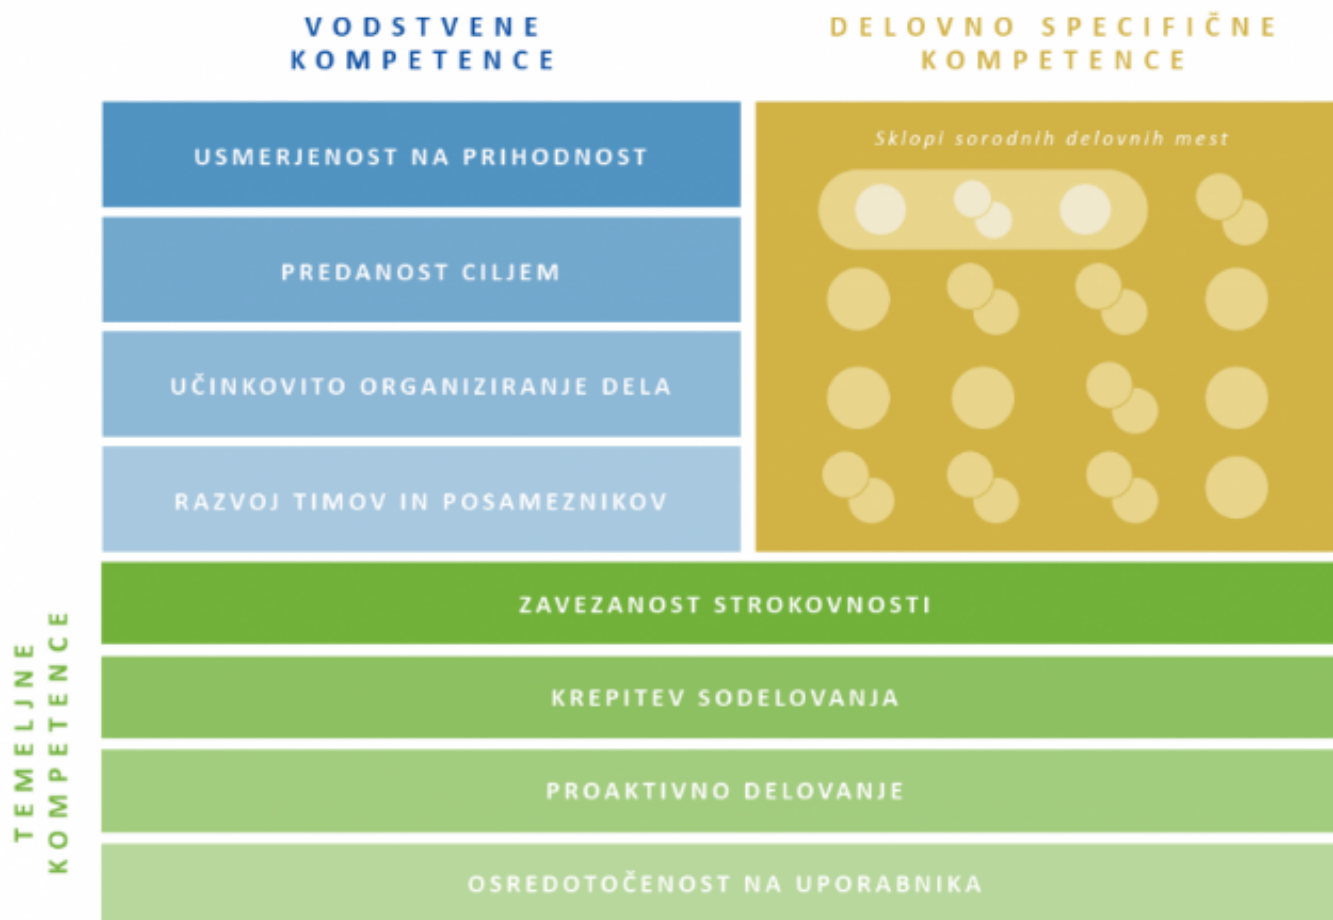 VODSTVENE
KOMPETENCE
DELOVNO SPECIFIČNE
KOMPETENCE
USMERJENOST NA PRIHODNOST
PREDANOST CILJEM
UČINKOVITO ORGANIZIRANJE DELA
RAZVOJ TIMOV IN POSAMEZNIKOV
Sklopi sorodnih delovnih mest
TEMELJNE
KOMPETENCE
ZAVEZANOST STROKOVNOSTI
KREPITEV SODELOVANJA
PROAKTIVNO DELOVANJE
OSREDOTOČENOST NA UPORABNIKA